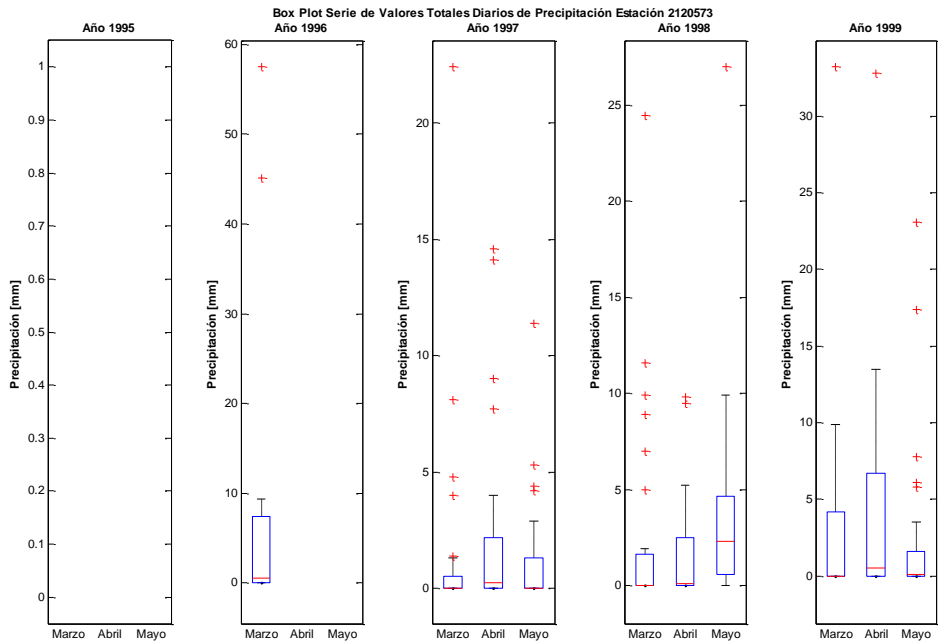 Box Plot Serie de Valores Totales Diarios de Precipitación Estación 2120573
Año 1995
Año 1996
Año 1997
Año 1998
Año 1999
Precipitación [mm]
1
0.9
0.8
0.7
0.6
0.5
0.4
0.3
0.2
0.1
0
Marzo Abril Mayo
Precipitación [mm]
60
50
40
30
20
10
0
Marzo Abril Mayo
Precipitación [mm]
20
15
10
5
0
Marzo Abril Mayo
Precipitación [mm]
25
20
15
10
5
0
Marzo Abril Mayo
Precipitación [mm]
30
25
20
15
10
5
0
Marzo Abril Mayo